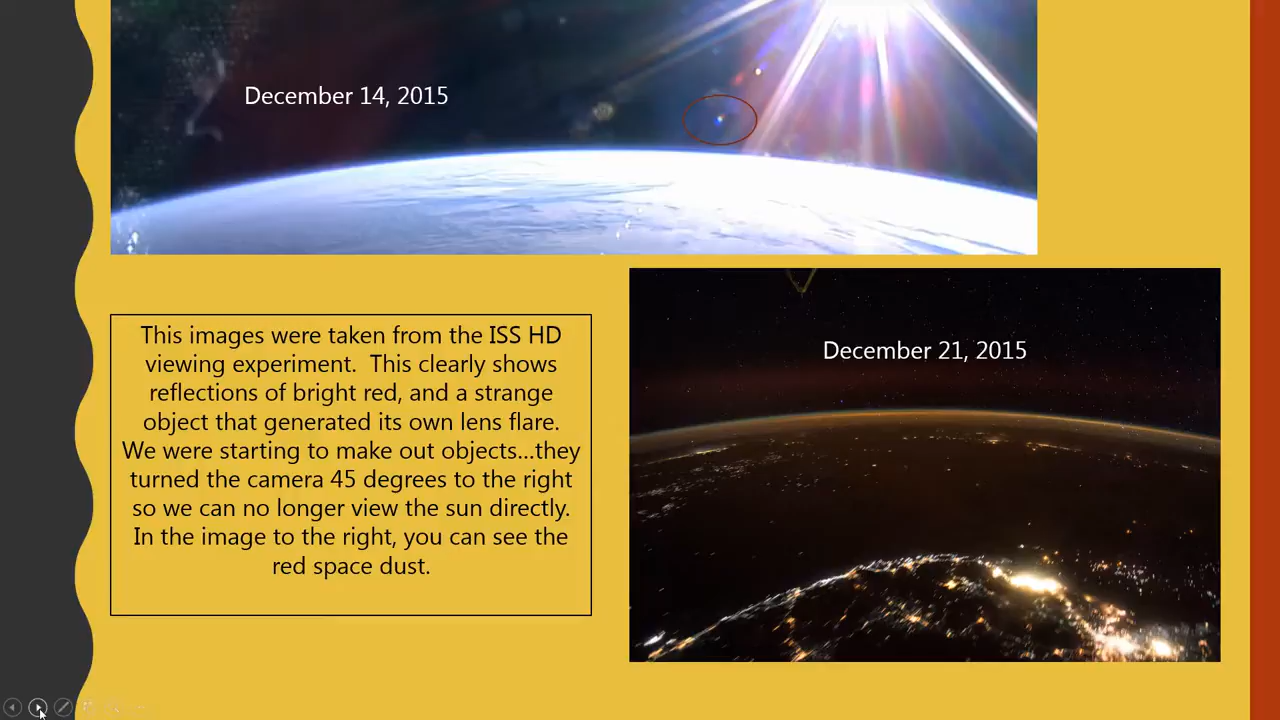 December 14, 2015
This images were taken from the ISS HD
viewing experiment.  This clearly shows
reflections of bright red, and a strange
object that generated its own lens flare.
We were starting to make out objects...they
turned the camera 45 degrees to the right
so we can no longer view the sun directly.
In the image to the right, you can see the
red space dust.
December 21, 2015